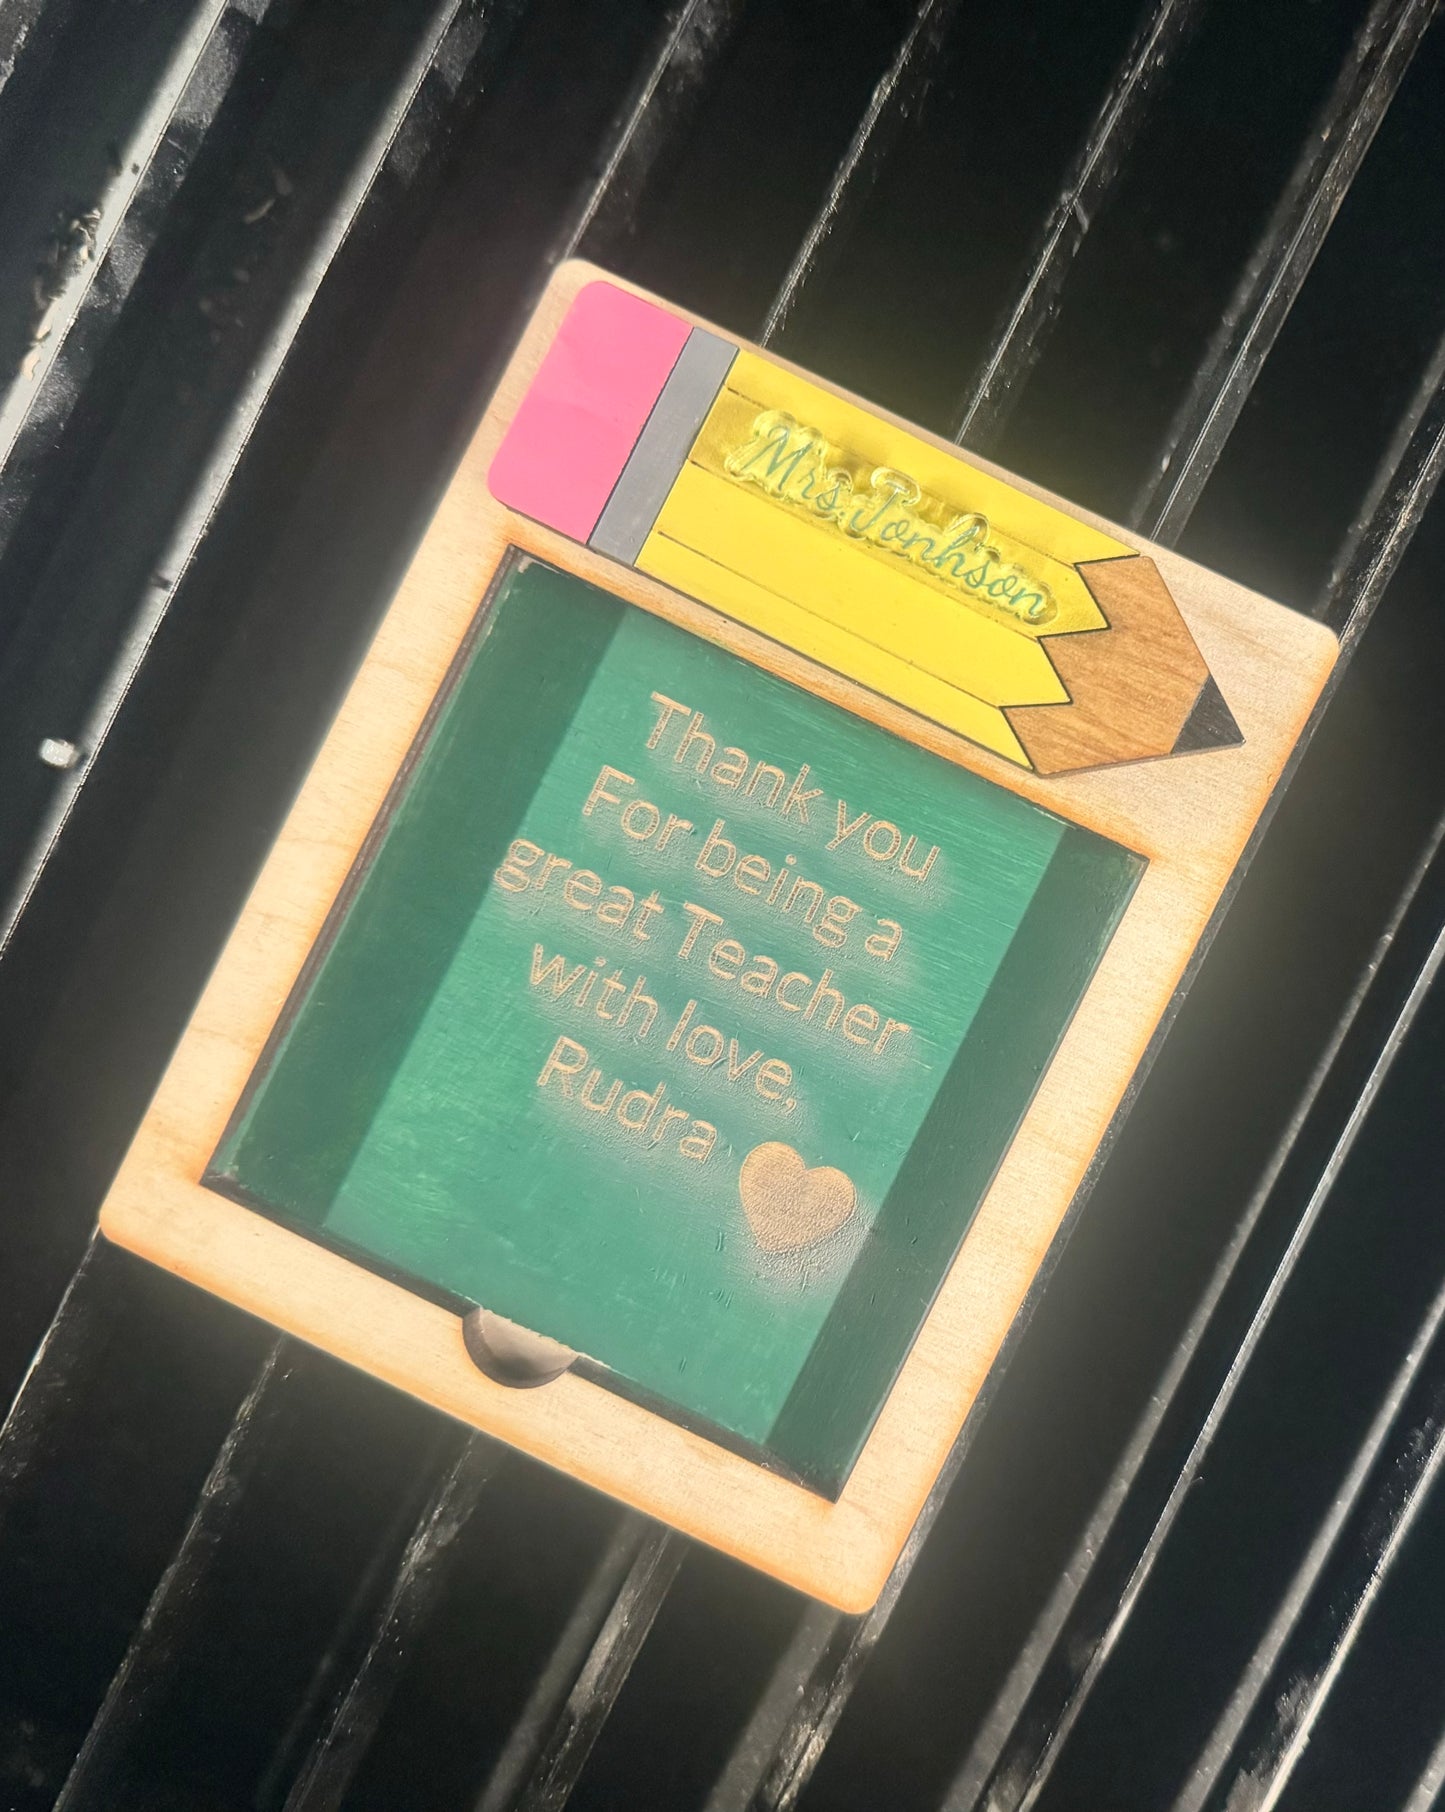 Mrs.Jonhson
Thank you
For being a
great Teacher
with love,
Rudra